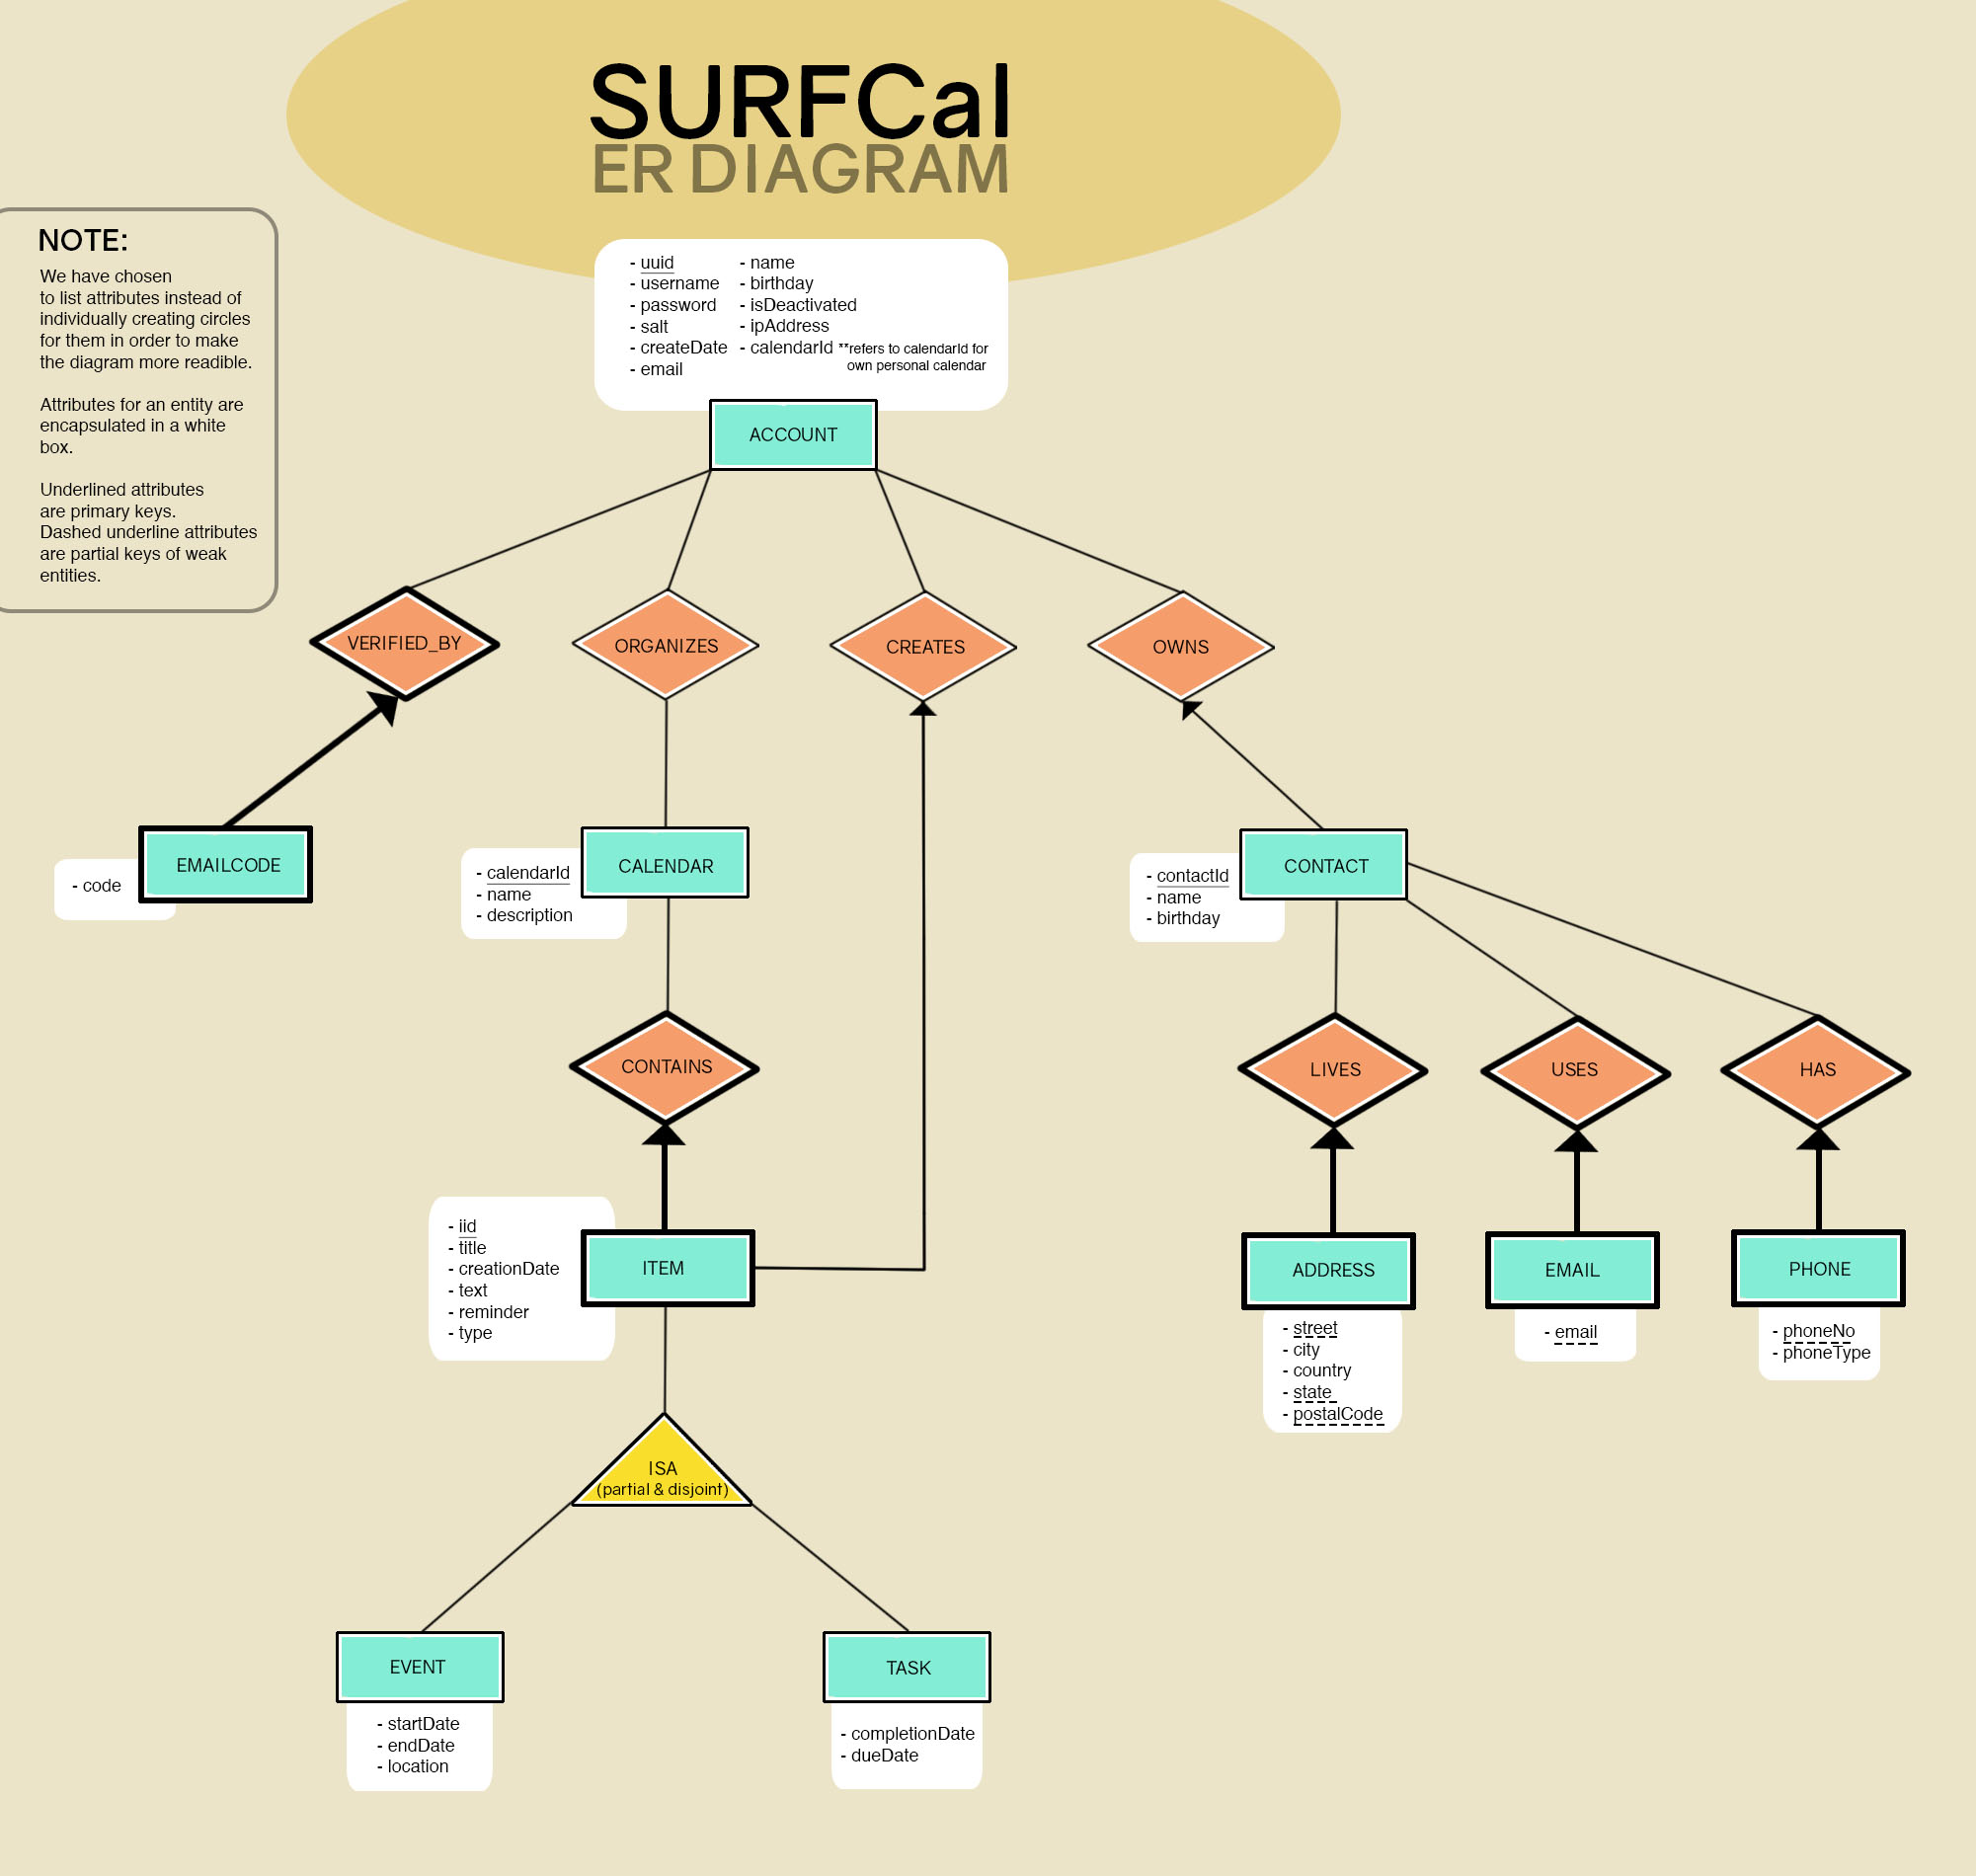 SURFCal
ER DIAGRAM
NOTE:
We have chosen
to list attributes instead of
individually creating circles
for them in order to make
the diagram more readible.
Attributes for an entity are
encapsulated in a white
box.
Underlined attributes
are primary keys.
Dashed underline attributes
are partial keys of weak
entities.
- uuid
- username
- password
- salt
- createDate
- email
- name
- birthday
- isDeactivated
- ipAddress
- calendarId **refers to calendarId for
own personal calendar
ACCOUNT
VERIFIED_BY
ORGANIZES
CREATES
OWNS
EMAILCODE
- code
CALENDAR
- calendarId
- name
- description
CONTACT
- contactId
- name
- birthday
CONTAINS
LIVES
USES
HAS
- iid
- title
- creationDate
- text
- reminder
- type
ITEM
ADDRESS
- street
- city
- country
- state
- postalCode
EMAIL
- email
PHONE
- phoneNo
- phoneType
ISA
(partial & disjoint)
EVENT
- startDate
- endDate
- location
TASK
- completionDate
- dueDate